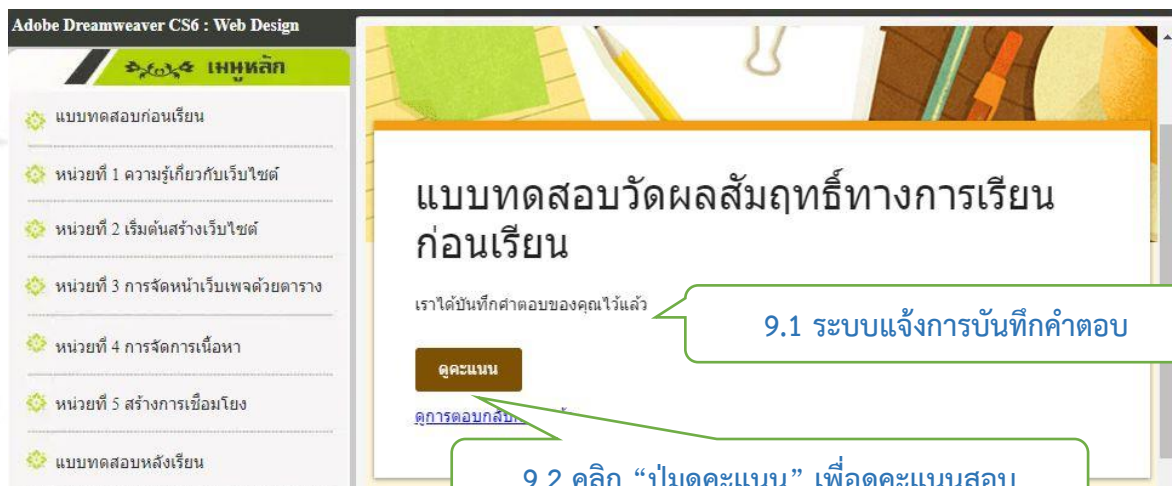 Adobe Dreamweaver CS6 : Web Design
เมนูหลัก
แบบทดสอบก่อนเรียน
หน่วยที่ 1 ความรู้เกี่ยวกับเว็บไซต์
หน่วยที่ 2 เริ่มต้นสร้างเว็บไซต์
หน่วยที่ 3 การจัดหน้าเว็บเพจด้วยตาราง
หน่วยที่ 4 การจัดการเนื้อหา
หน่วยที่ 5 สร้างการเชื่อมโยง
แบบทดสอบหลังเรียน
แบบทดสอบวัดผลสัมฤทธิ์ทางการเรียน
ก่อนเรียน
เราได้บันทึกคำตอบของคุณไว้แล้ว
9.1 ระบบแจ้งการบันทึกคำตอบ
ดูคะแนน
ดูการตอบกลับ
9.2 คลิก “ปุ่มดูคะแนน” เพื่อดูคะแนนสอบ